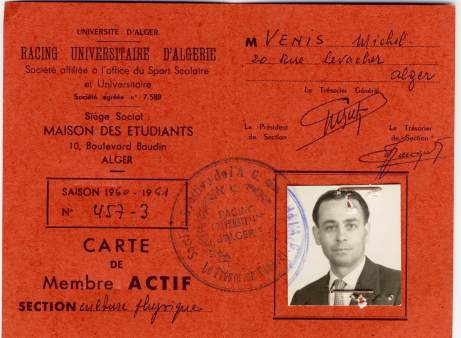 UNIVERSITÉ D'ALGER
RACING UNIVERSITAIRE D'ALGERIE
Société affiliée à l'office du Sport Scolaire
et Universitaire
Société agréée n° 7.589
Siège Social
MAISON DES ETUDIANTS
10, Boulevard Baudin
ALGER
SAISON 1960-1961
N° 457-3
CARTE
DE
Membre ACTIF
SECTION culture physique
M VENIS Michel
20 Rue Levacher
alger
Le Trésorier Général
Le Président
de Section
Le Trésorier
de Section
RACING
UNIVERSITAIRE
D'ALGER